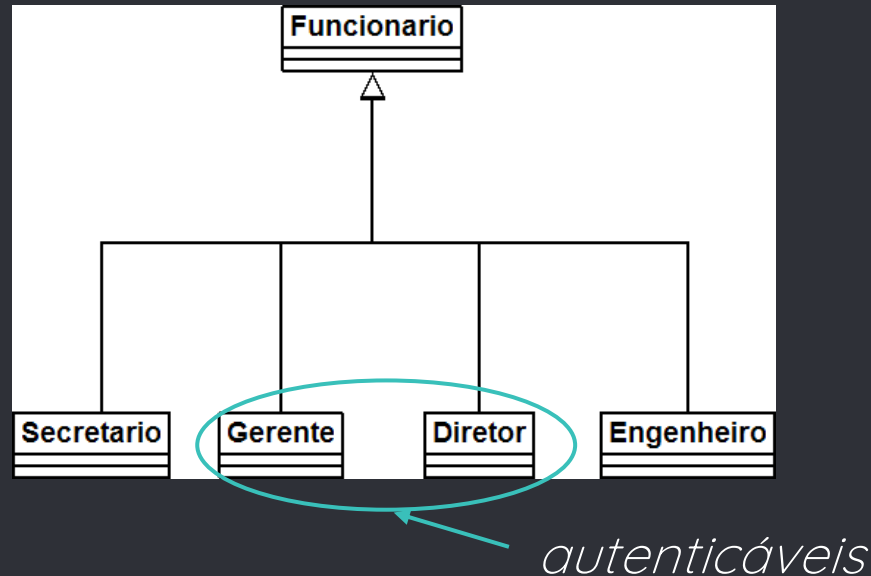 Funcionario
Secretario
Gerente
Diretor
Engenheiro
autenticáveis